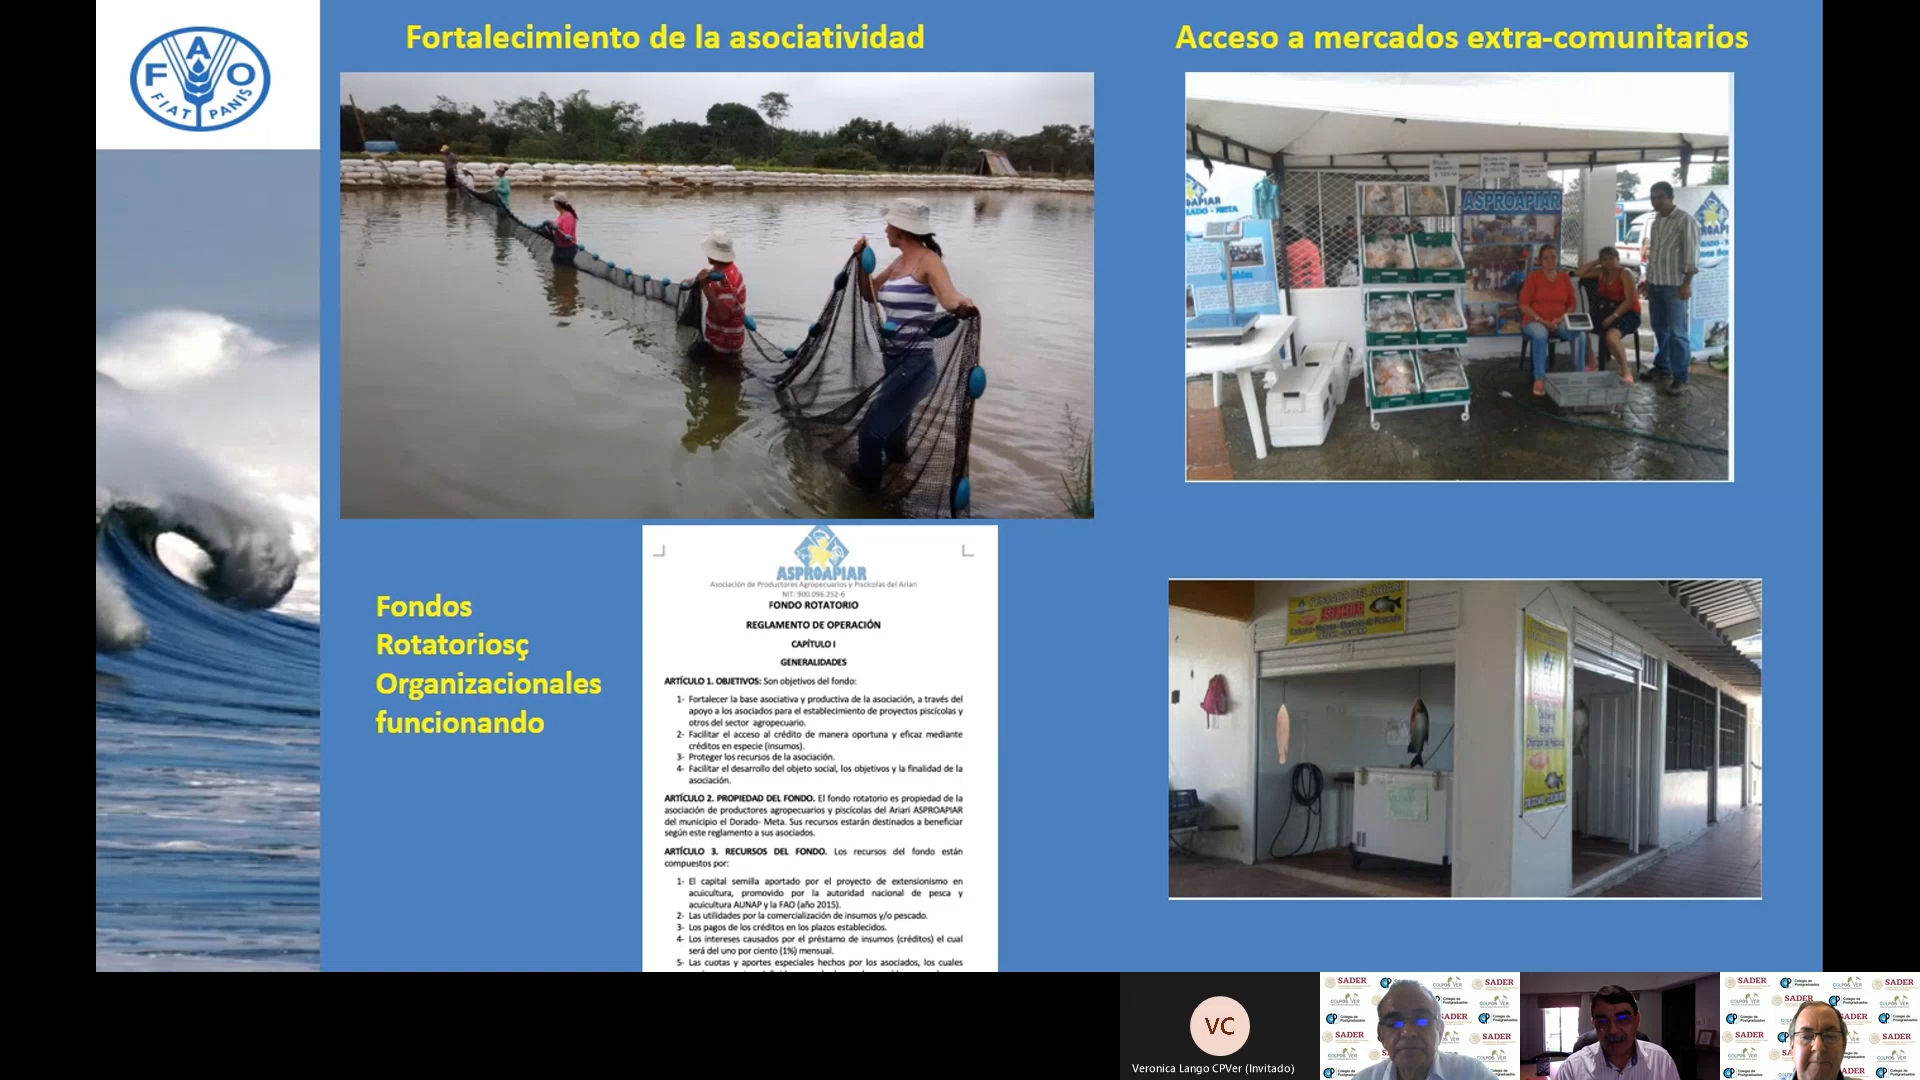 FAO
FIAT PANIS
Fortalecimiento de la asociatividad
Acceso a mercados extra-comunitarios
ASPROAPIAR
Fondos
Rotatoriosç
Organizacionales
funcionando
ASPROAPIAR
Asociación de Productores Agropecuarios y Piscícolas del Ariari
NIT: 900.096.252-6
FONDO ROTATORIO
REGLAMENTO DE OPERACIÓN
CAPÍTULO I
GENERALIDADES
ARTÍCULO 1. OBJETIVOS: Son objetivos del fondo:
1- Fortalecer la base asociativa y productiva de la asociación, a través del
apoyo a los asociados para el establecimiento de proyectos piscícolas y
otros del sector agropecuario.
2- Facilitar el acceso al crédito de manera oportuna y eficaz mediante
créditos en especie (insumos).
3- Proteger los recursos de la asociación.
4- Facilitar el desarrollo del objeto social, los objetivos y la finalidad de la
asociación.
ARTÍCULO 2. PROPIEDAD DEL FONDO. El fondo rotatorio es propiedad de la
asociación de productores agropecuarios y piscícolas del Ariari ASPROAPIAR
del municipio el Dorado- Meta. Sus recursos estarán destinados a beneficiar
según este reglamento a sus asociados.
ARTÍCULO 3. RECURSOS DEL FONDO. Los recursos del fondo están
compuestos por:
1- El capital semilla aportado por el proyecto de extensionismo en
acuicultura, promovido por la autoridad nacional de pesca y
acuicultura AUNAP y la FAO (año 2015).
2- Las utilidades por la comercialización de insumos y/o pescado.
3- Los pagos de los créditos en los plazos establecidos.
4- Los intereses causados por el préstamo de insumos (créditos) el cual
será del uno por ciento (1%) mensual.
5- Las cuotas y aportes especiales hechos por los asociados, los cuales
PESCADO DEL ARIARI
ASPROAPIAR
VC
Veronica Lango CPVer (Invitado)
SADER
Colegio de Postgraduados
COLPOS VER